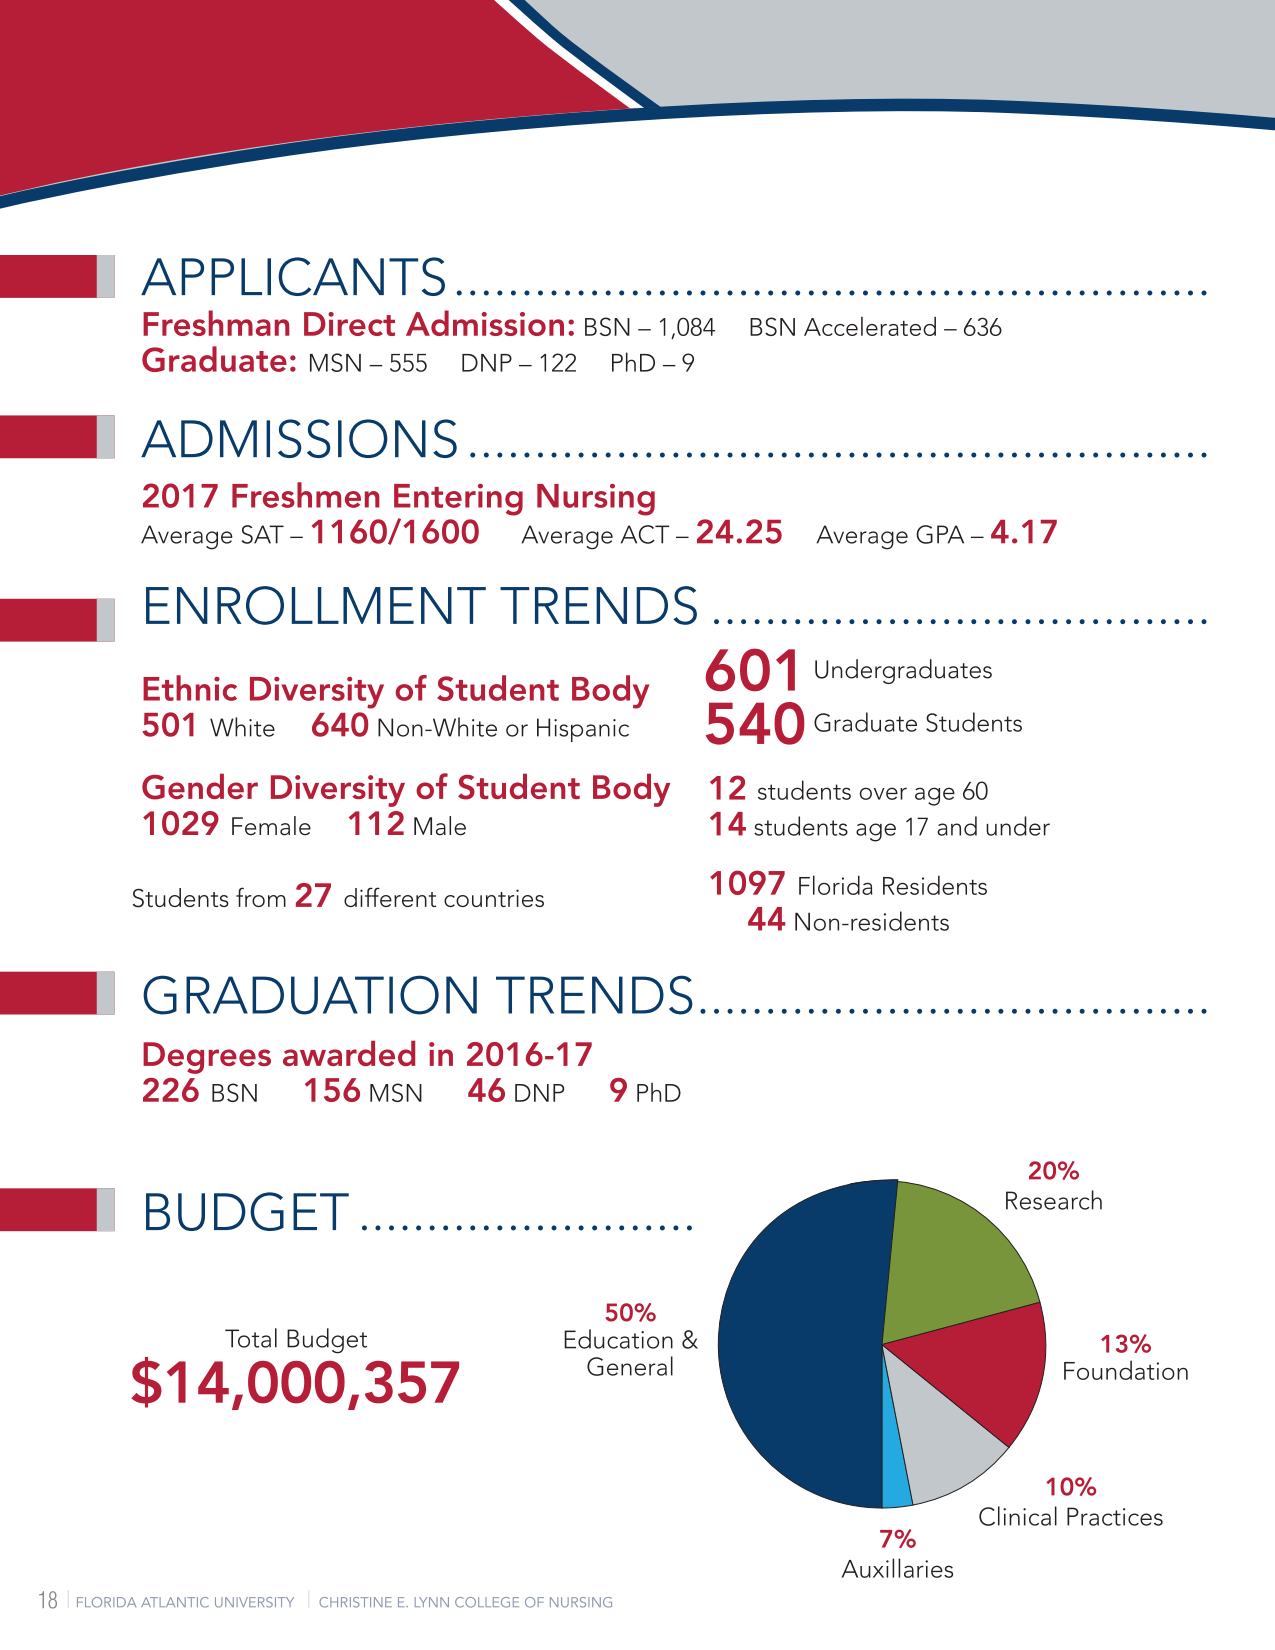 APPLICANTS
Freshman Direct Admission: BSN – 1,084 BSN Accelerated – 636
Graduate: MSN – 555 DNP – 122 PhD – 9
ADMISSIONS
2017 Freshmen Entering Nursing
Average SAT – 1160/1600 Average ACT – 24.25 Average GPA – 4.17
ENROLLMENT TRENDS
Ethnic Diversity of Student Body
501 White 640 Non-White or Hispanic
Gender Diversity of Student Body
1029 Female 112 Male
Students from 27 different countries
601 Undergraduates
540 Graduate Students
12 students over age 60
14 students age 17 and under
1097 Florida Residents
44 Non-residents
GRADUATION TRENDS
Degrees awarded in 2016-17
226 BSN 156 MSN 46 DNP 9 PhD
BUDGET
Total Budget
$14,000,357
50%
Education &
General
20%
Research
13%
Foundation
10%
Clinical Practices
7%
Auxillaries
18 FLORIDA ATLANTIC UNIVERSITY CHRISTINE E. LYNN COLLEGE OF NURSING